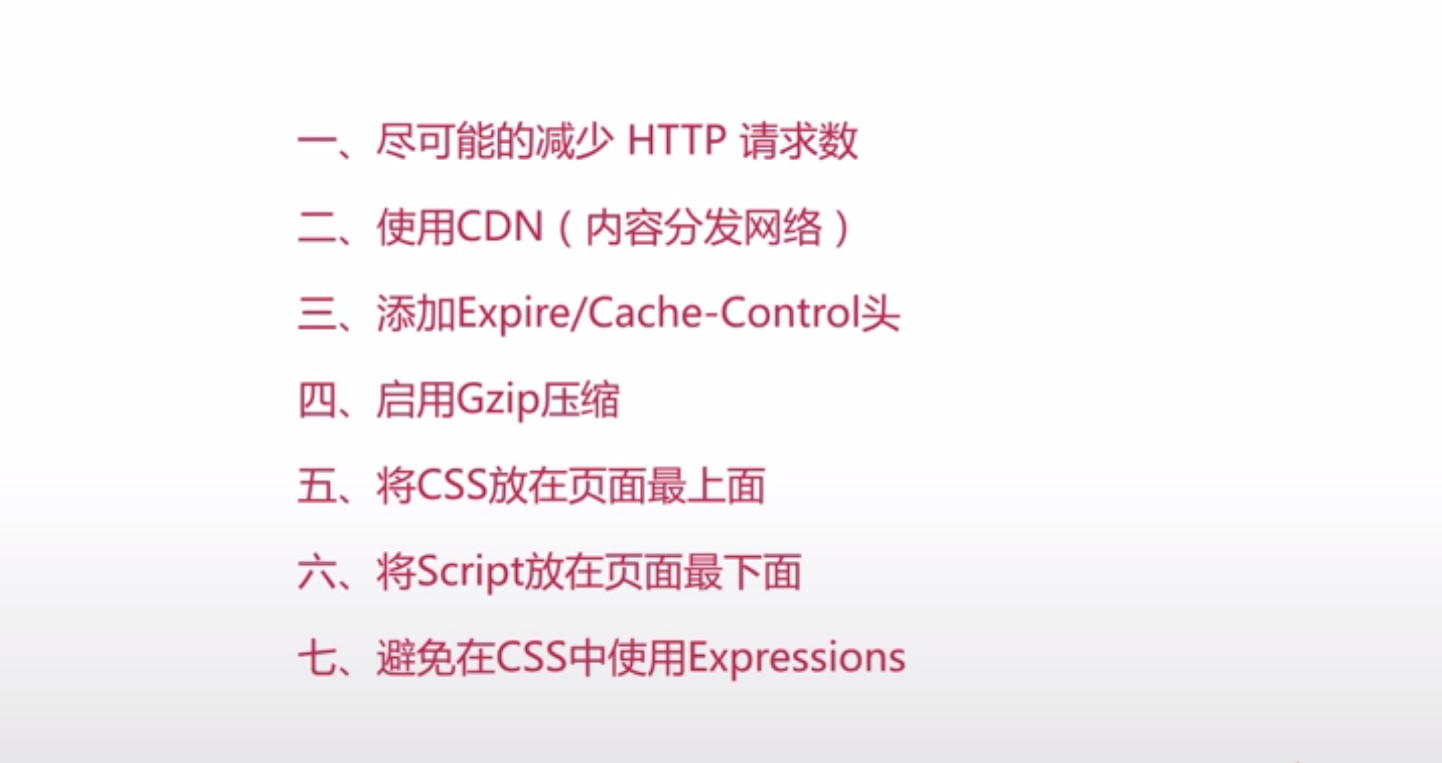 一、尽可能的减少 HTTP 请求数
二、使用CDN（内容分发网络）
三、添加Expire/Cache-Control头
四、启用Gzip压缩
五、将CSS放在页面最上面
六、将Script放在页面最下面
七、避免在CSS中使用Expressions